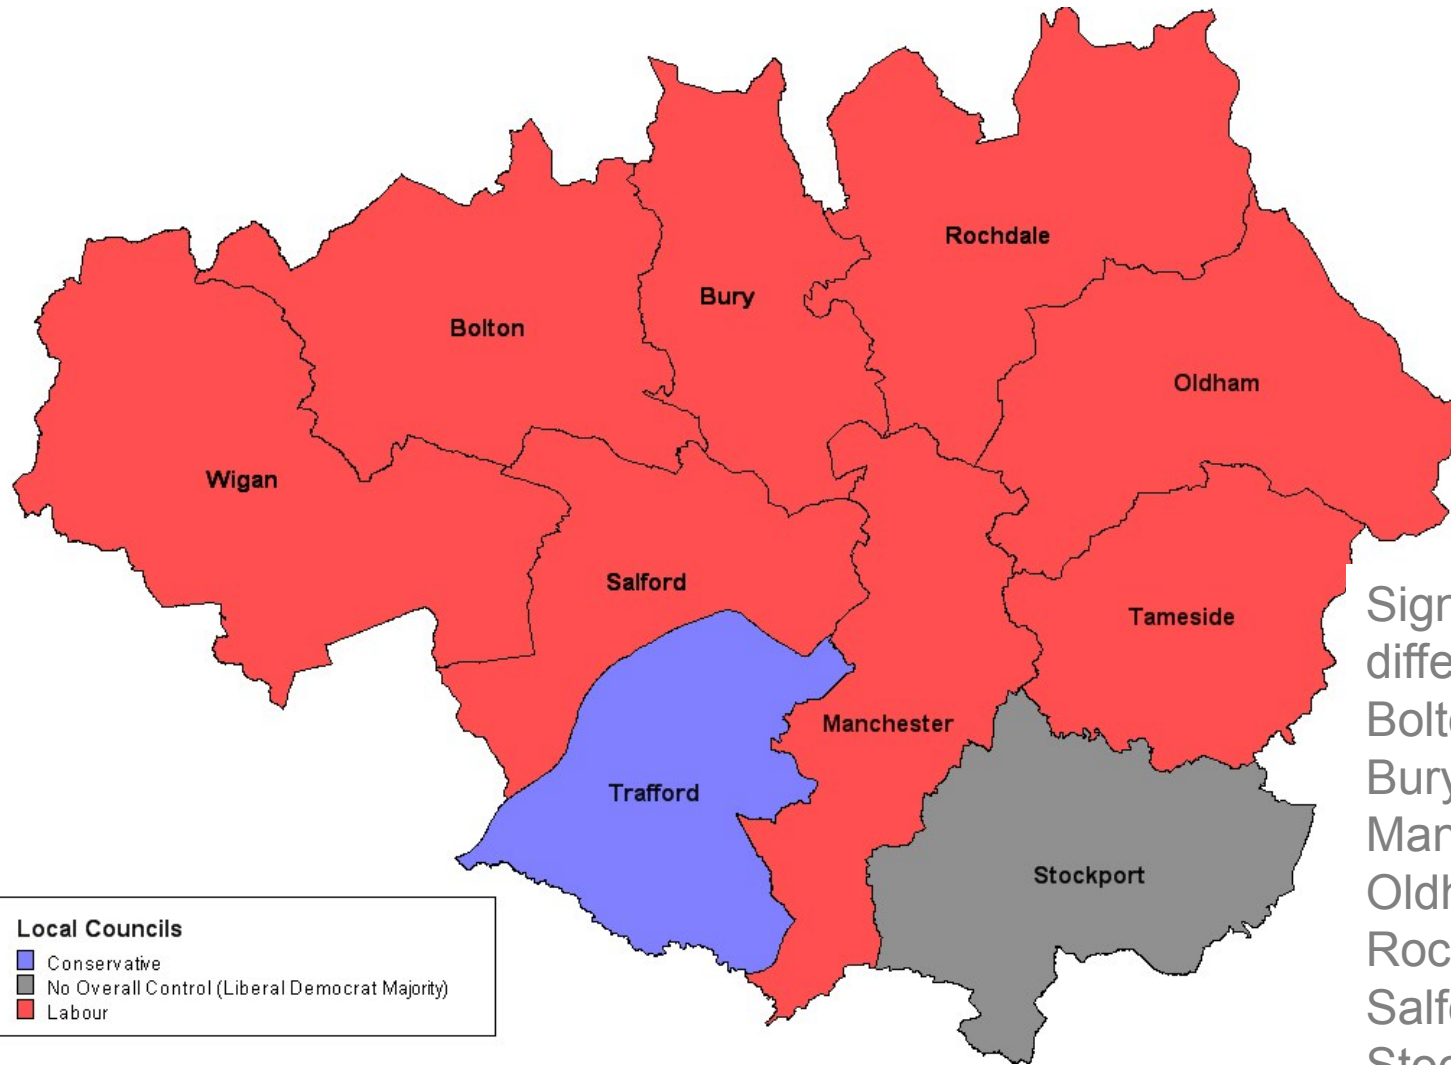 Rochdale
Bury
Bolton
Oldham
Wigan
Salford
Tameside
Manchester
Trafford
Stockport
Local Councils
Conservative
No Overall Control (Liberal Democrat Majority)
Labour
Bury